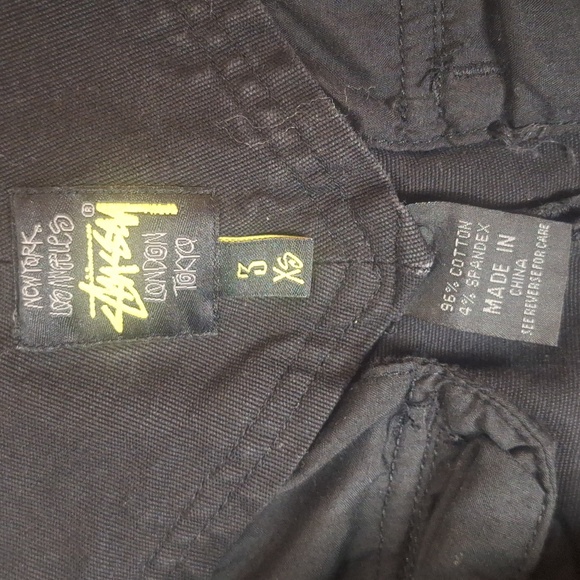 NEW YORK
LOS ANGELES
STÜSSY ®
LONDON
TOKYO
3
XS
96% COTTON
4% SPANDEX
MADE IN
CHINA
SEE REVERSE FOR CARE